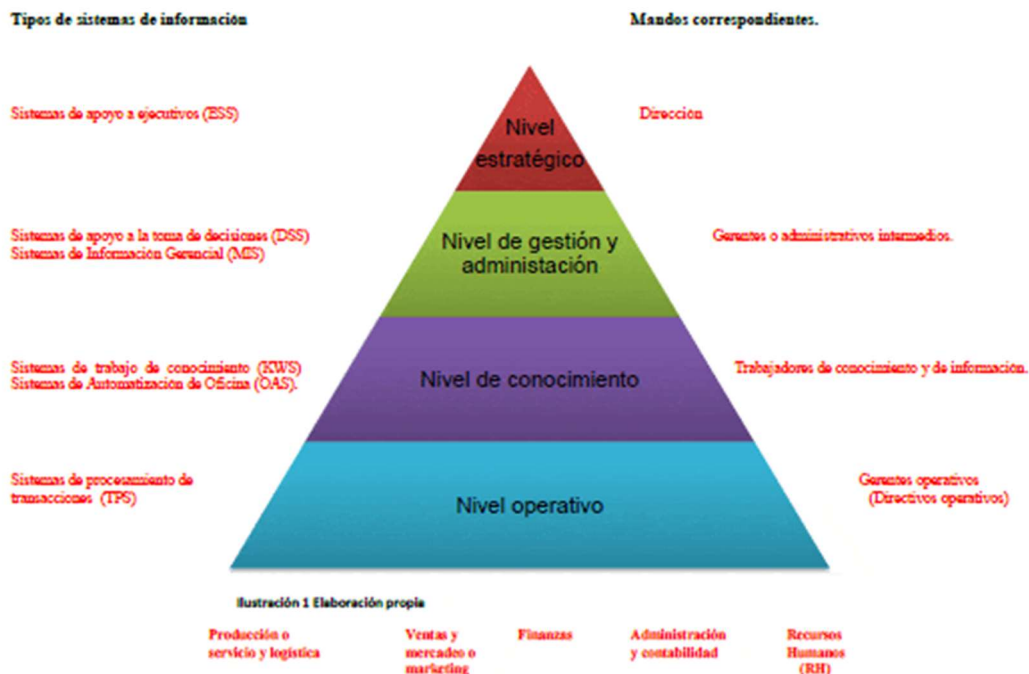 Tipos de sistemas de información
Mandos correspondientes.
Sistemas de apoyo a ejecutivos (ESS)
Nivel
estratégico
Dirección
Sistemas de apoyo a la toma de decisiones (DSS)
Sistemas de Información Gerencial (MIS)
Nivel de gestión y
administación
Gerentes o administrativos intermedios.
Sistemas de trabajo de conocimiento (KWS)
Sistemas de Automatización de Oficina (OAS).
Nivel de conocimiento
Trabajadores de conocimiento y de información.
Sistemas de procesamiento de
transacciones (TPS)
Nivel operativo
Gerentes operativos
(Directivos operativos)
Ilustración 1 Elaboración propia
Producción o
servicio y logística
Ventas y
mercadeo o
marketing
Finanzas
Administración
y contabilidad
Recursos
Humanos
(RH)